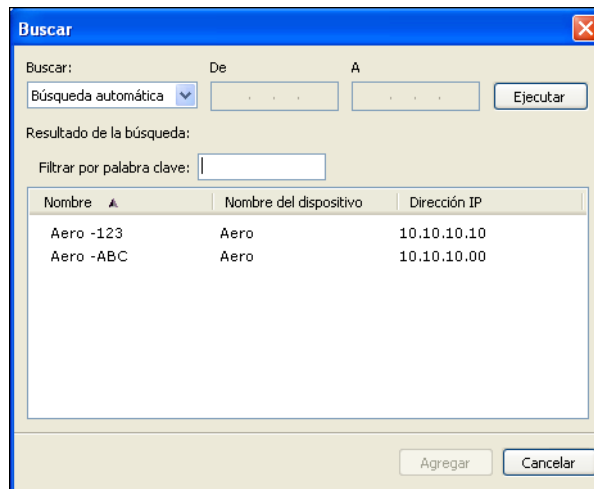 Buscar
Buscar: De A
Búsqueda automática . . . . . . Ejecutar
Resultado de la búsqueda:
Filtrar por palabra clave:
Nombre Nombre del dispositivo Dirección IP
Aero -123 Aero 10.10.10.10
Aero -ABC Aero 10.10.10.00
Agregar Cancelar